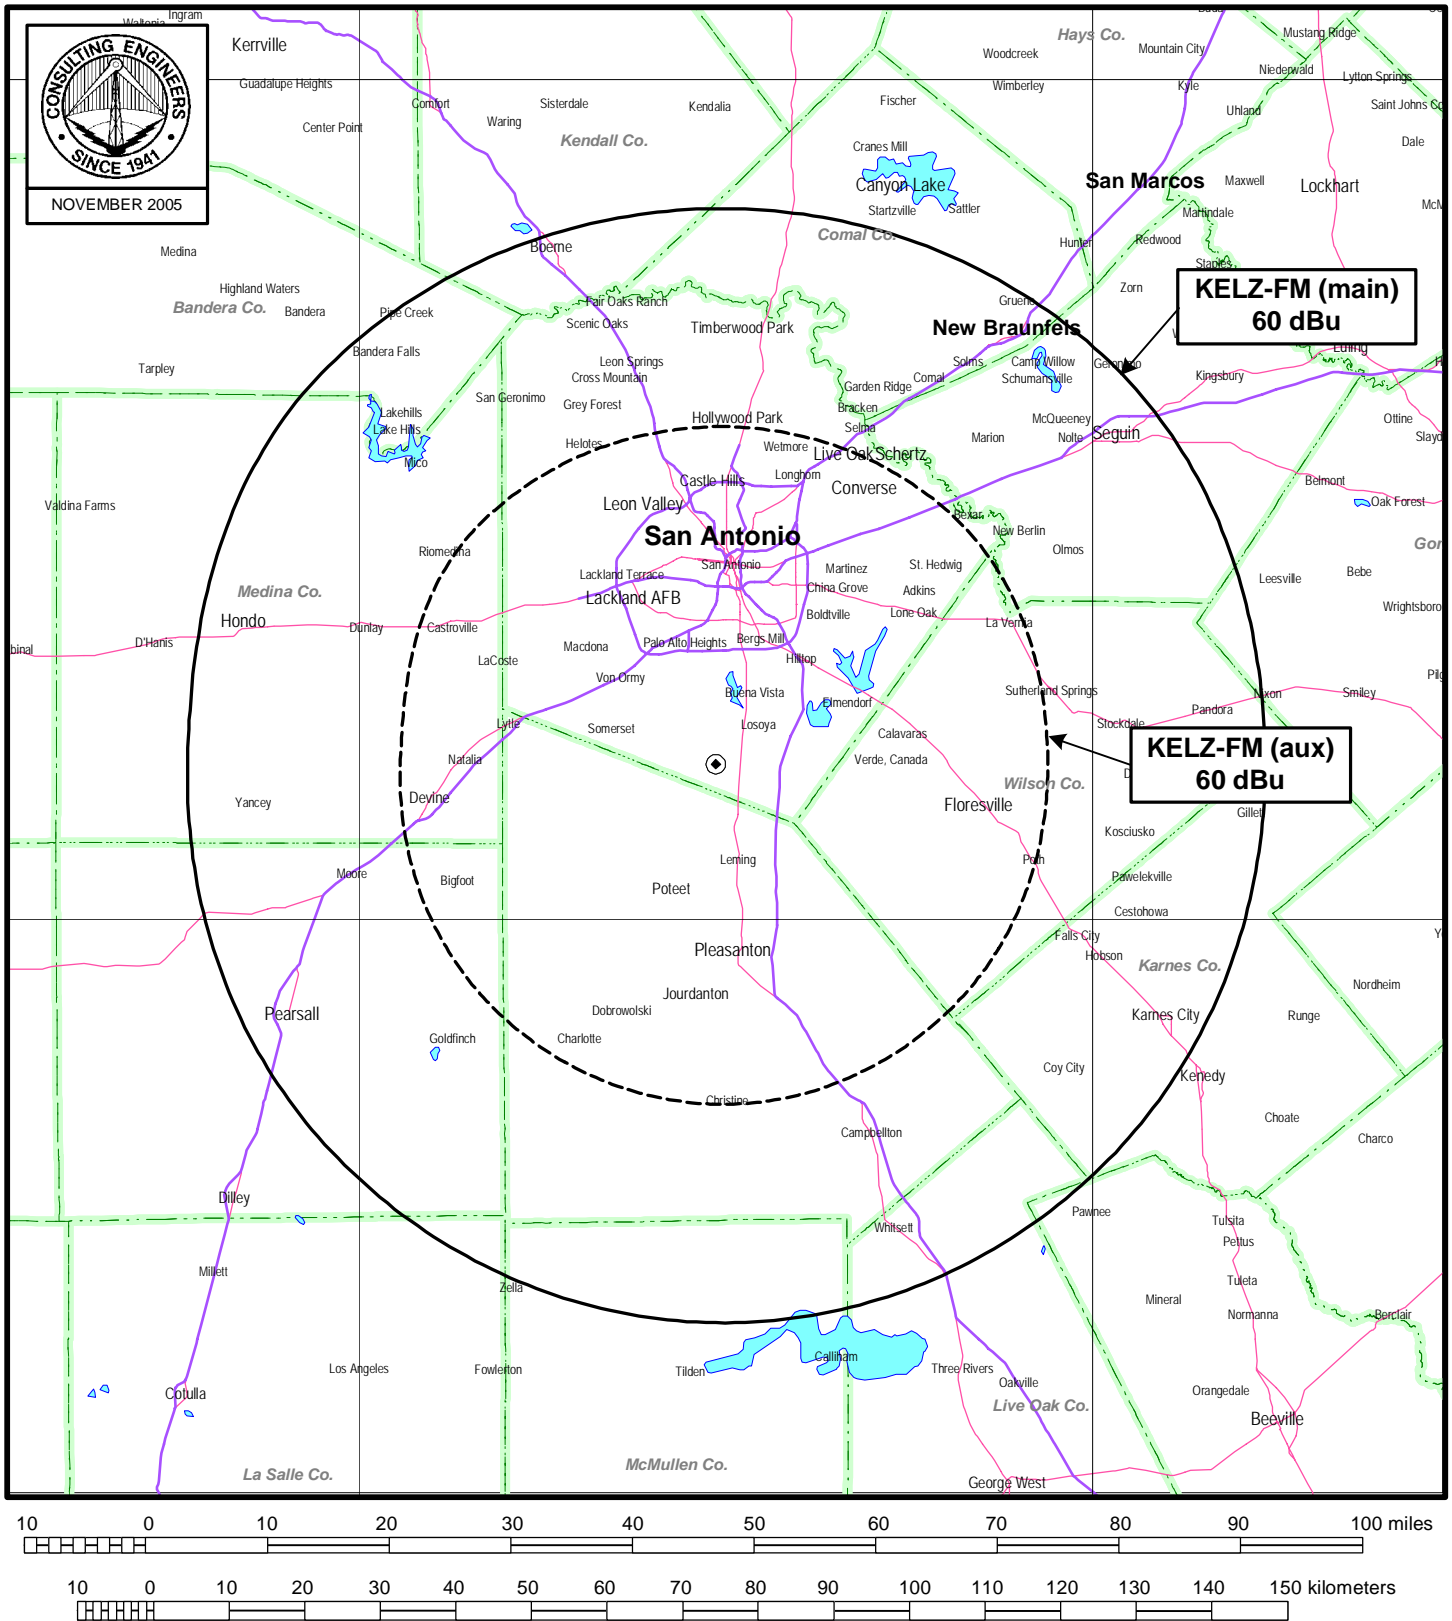 Ingram
Waltonia
Kerrville
Hays Co.
Woodcreek
Mountain City
Mustang Ridge
Niederwald
Lytton Springs
CONSULTING ENGINEERS
SINCE 1941
NOVEMBER 2005
Guadalupe Heights
Comfort
Sisterdale
Kendalia
Fischer
Wimberley
Kyle
Uhland
Saint Johns Co
Center Point
Waring
Kendall Co.
Cranes Mill
Dale
Canyon Lake
San Marcos
Maxwell
Lockhart
Startzville
Sattler
Martindale
McM
Comal Co.
Medina
Boerne
Hunter
Redwood
Staples
Highland Waters
Bandera Co.
Bandera
Pipe Creek
Fair Oaks Ranch
Gruene
Zorn
KELZ-FM (main)
60 dBu
Scenic Oaks
Timberwood Park
New Braunfels
Luling
Bandera Falls
Tarpley
Leon Springs
Cross Mountain
Solms
Camp Willow
Geronimo
Comal
Schumansville
Kingsbury
Garden Ridge
San Geronimo
Grey Forest
Bracken
Lakehills
Lake Hills
Hollywood Park
Selma
McQueeney
Ottine
Helotes
Wetmore
Marion
Nolte
Seguin
Slayd
Mico
Live Oak
Schertz
Castle Hills
Longhorn
Converse
Belmont
Valdina Farms
Leon Valley
Oak Forest
Bexar
San Antonio
New Berlin
Gon
Riomedina
Olmos
San Antonio
Martinez
St. Hedwig
Lackland Terrace
Leesville
Bebe
Medina Co.
Lackland AFB
China Grove
Adkins
Wrightsboro
Hondo
Boldtville
Lone Oak
La Vernia
Dunlay
Castroville
D'Hanis
binal
Macdona
Palo Alto Heights
Bergs Mill
LaCoste
Hilltop
Von Ormy
Buena Vista
Elmendorf
Sutherland Springs
Nixon
Smiley
Pilg
Pandora
Lytle
Somerset
Losoya
Calavaras
Stockdale
Natalia
Verde, Canada
KELZ-FM (aux)
60 dBu
D
Wilson Co.
Yancey
Devine
Floresville
Gillet
Kosciusko
Leming
Poth
Moore
Bigfoot
Poteet
Pawelekville
Cestohowa
Falls City
Y
Pleasanton
Hobson
Karnes Co.
Jourdanton
Nordheim
Dobrowolski
Pearsall
Karnes City
Runge
Goldfinch
Charlotte
Coy City
Kenedy
Christine
Choate
Campbellton
Charco
Dilley
Pawnee
Whitsett
Tulsita
Pettus
Millett
Zella
Tuleta
Mineral
Normanna
Berclair
Los Angeles
Fowlerton
Tilden
Calliham
Three Rivers
Oakville
Cotulla
Orangedale
Live Oak Co.
Beeville
La Salle Co.
McMullen Co.
George West
10 0 10 20 30 40 50 60 70 80 90 100 miles
10 0 10 20 30 40 50 60 70 80 90 100 110 120 130 140 150 kilometers